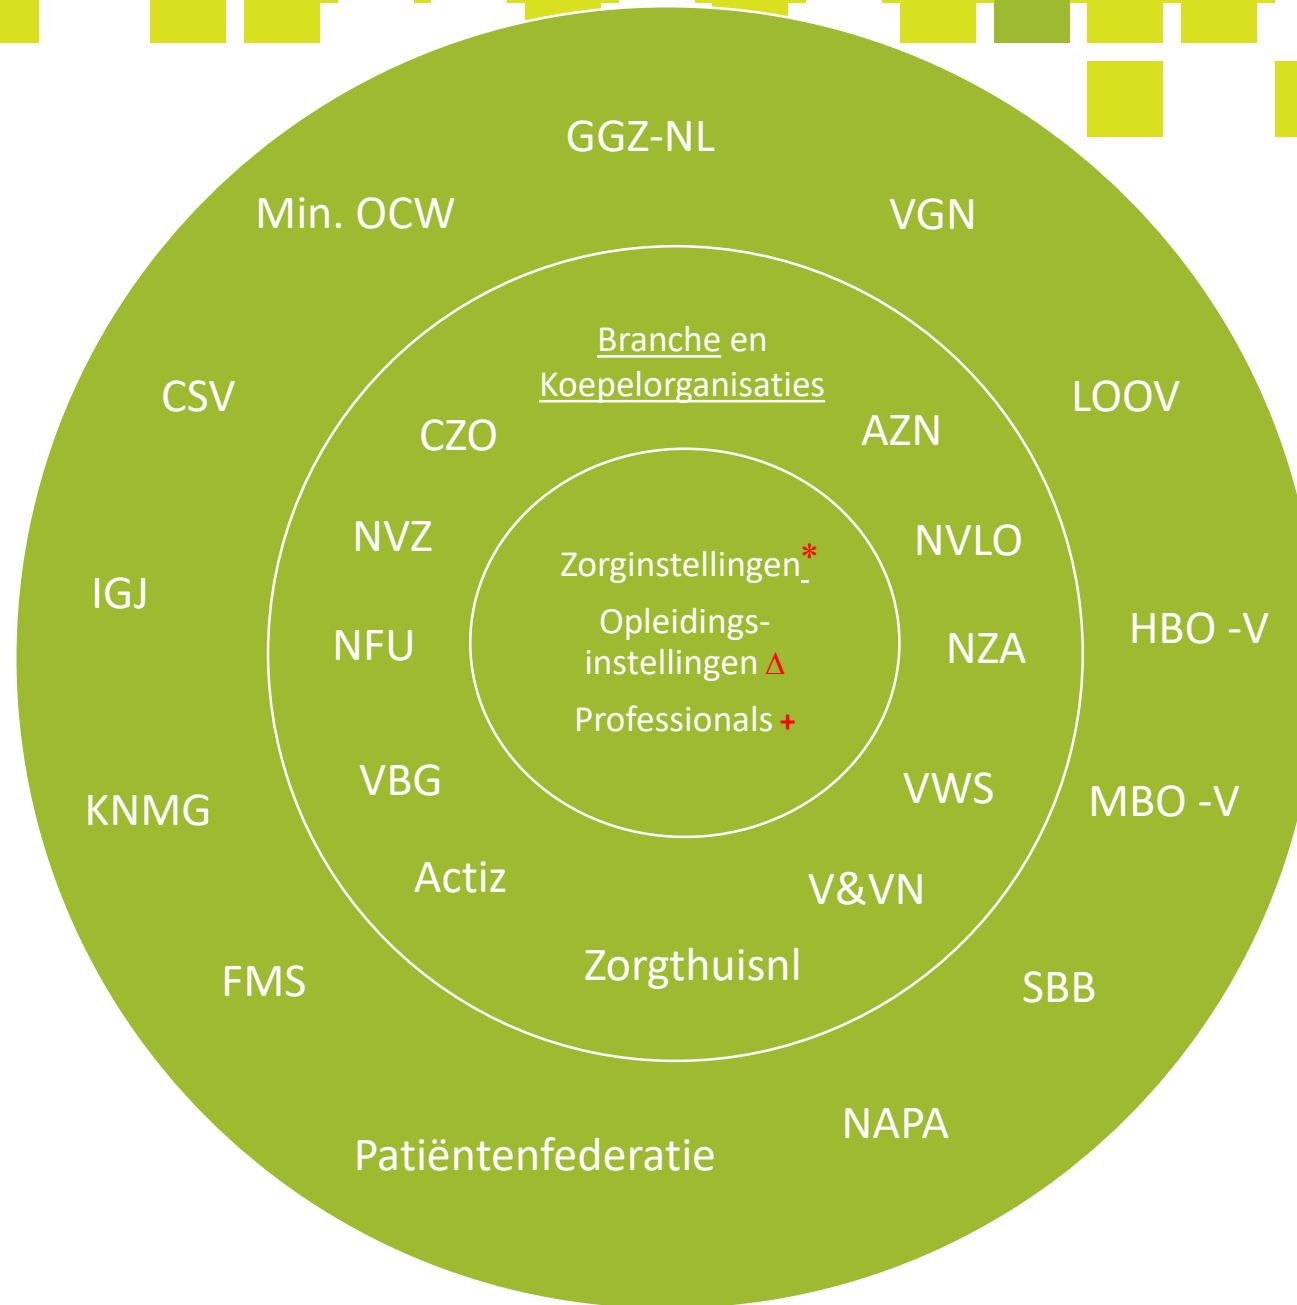 GGZ-NL
Min. OCW
VGN
Branche en
Koepelorganisaties
CSV
LOOV
CZO
AZN
NVZ
NVLO
Zorginstellingen*
IGJ
Opleidings-
HBO -V
NFU
NZA
instellingen Δ
Professionals +
VBG
VWS
KNMG
MBO -V
Actiz
V&VN
Zorgthuisnl
FMS
SBB
NAPA
Patiëntenfederatie